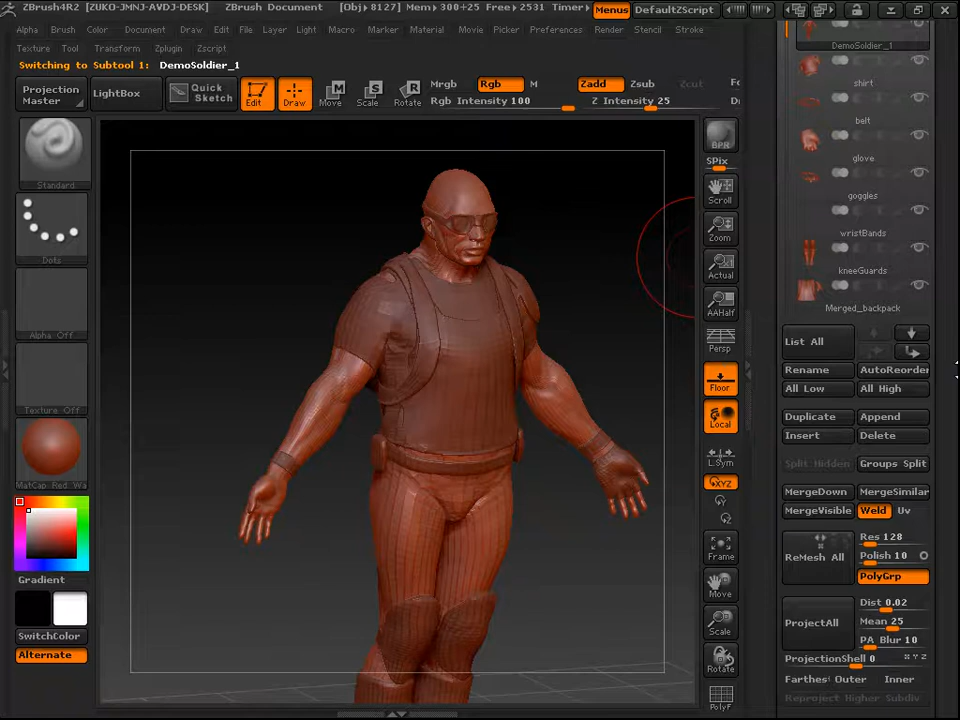 ZBrush4R2 [ZUKO-JMNJ-AVDJ-DESK] ZBrush Document [Obj▸8127] Mem▸300+25 Free▸2531 Timer▸ Menus DefaultZScript
Alpha Brush Color Document Draw Edit File Layer Light Macro Marker Material Movie Picker Preferences Render Stencil Stroke
Texture Tool Transform Zplugin Zscript
Switching to Subtool 1: DemoSoldier_1
Projection Master
LightBox
Quick Sketch
Edit
Draw
Move
Scale
Rotate
Mrgb Rgb M
Rgb Intensity 100
Zadd Zsub Zcut
Z Intensity 25
Standard
Dots
Alpha Off
Texture Off
MatCap Red Wa
Gradient
SwitchColor
Alternate
BPR
SPix
Scroll
Zoom
Actual
AAHalf
Persp
Floor
Local
L.Sym
XYZ
Frame
Move
Scale
Rotate
PolyF
DemoSoldier_1
shirt
belt
glove
goggles
wristBands
kneeGuards
Merged_backpack
List All
Rename AutoReorder
All Low All High
Duplicate Append
Insert Delete
Split Hidden Groups Split
MergeDown MergeSimilar
MergeVisible Weld Uv
ReMesh All
Res 128
Polish 10
PolyGrp
ProjectAll
Dist 0.02
Mean 25
PA Blur 10
ProjectionShell 0 X Y Z
Farthest Outer Inner
Reproject Higher Subdiv